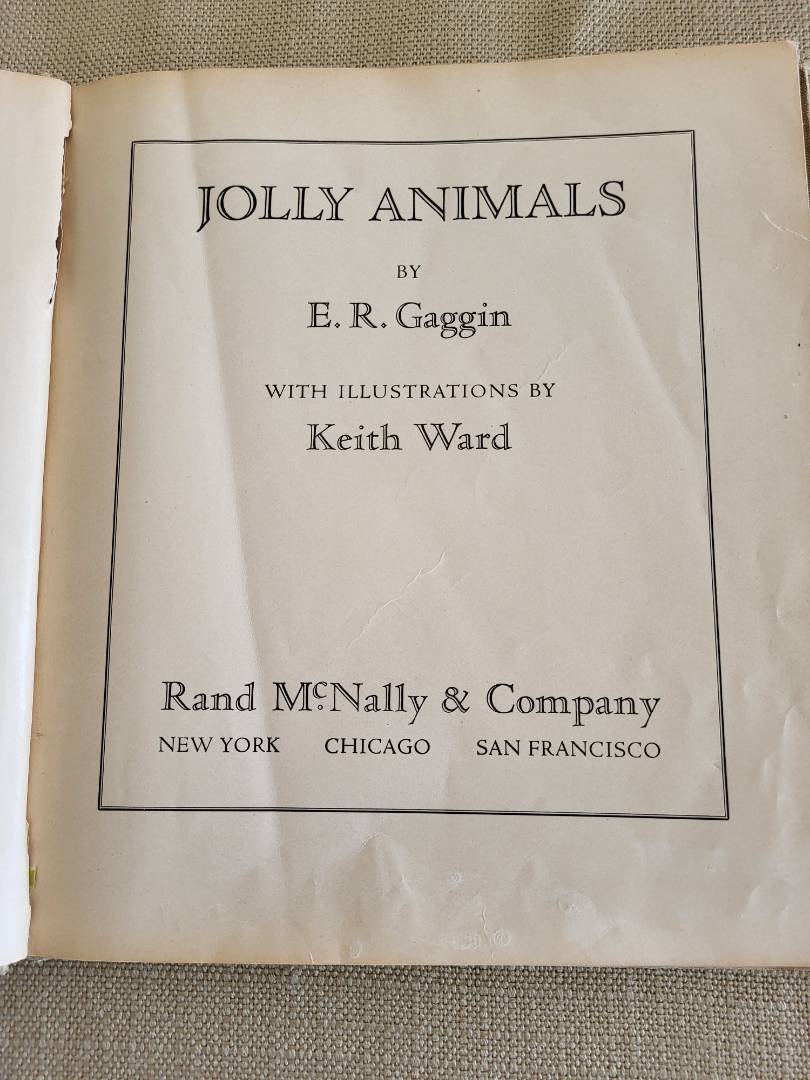 JOLLY ANIMALS
BY
E. R. Gaggin
WITH ILLUSTRATIONS BY
Keith Ward
Rand McNally & Company
NEW YORK CHICAGO SAN FRANCISCO